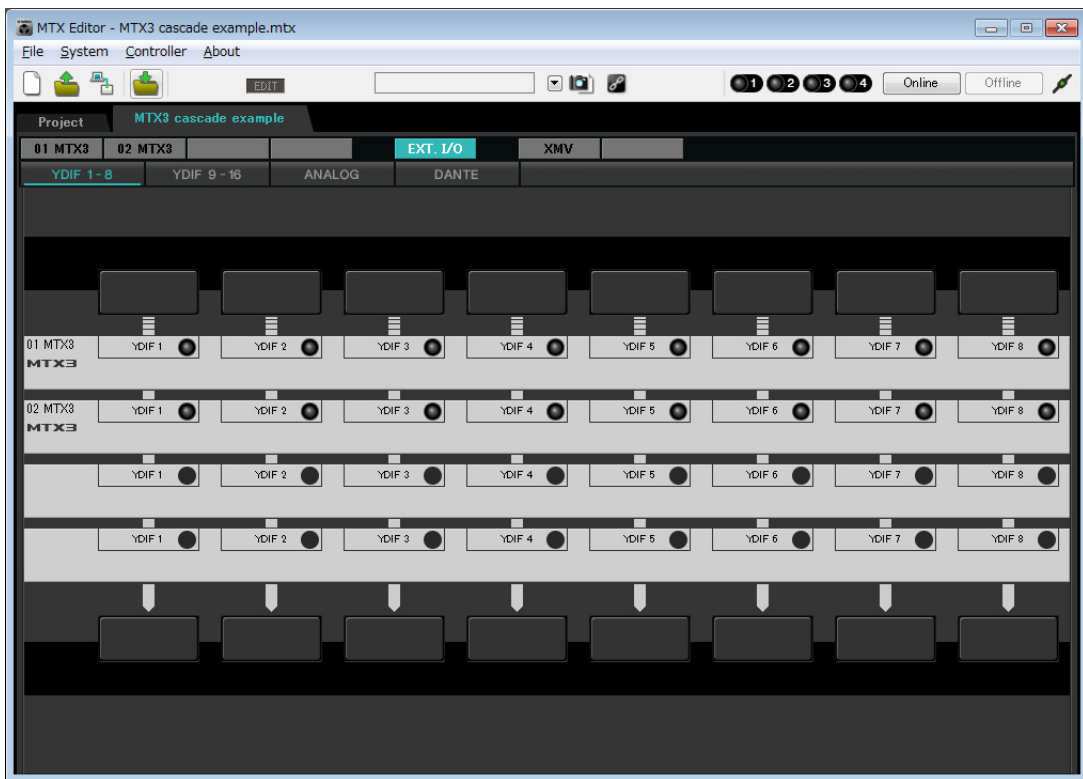 MTX Editor - MTX3 cascade example.mtx
File System Controller About
EDIT 1 2 3 4 Online Offline
Project MTX3 cascade example
01 MTX3 02 MTX3 EXT. I/O XMV
YDIF 1-8 YDIF 9-16 ANALOG DANTE
01 MTX3 YDIF 1 YDIF 2 YDIF 3 YDIF 4 YDIF 5 YDIF 6 YDIF 7 YDIF 8
MTX3
02 MTX3 YDIF 1 YDIF 2 YDIF 3 YDIF 4 YDIF 5 YDIF 6 YDIF 7 YDIF 8
MTX3
YDIF 1 YDIF 2 YDIF 3 YDIF 4 YDIF 5 YDIF 6 YDIF 7 YDIF 8
YDIF 1 YDIF 2 YDIF 3 YDIF 4 YDIF 5 YDIF 6 YDIF 7 YDIF 8